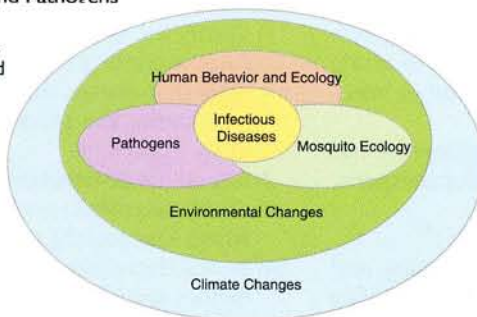 Human Behavior and Ecology
Infectious
Diseases
Pathogens
Mosquito Ecology
Environmental Changes
Climate Changes